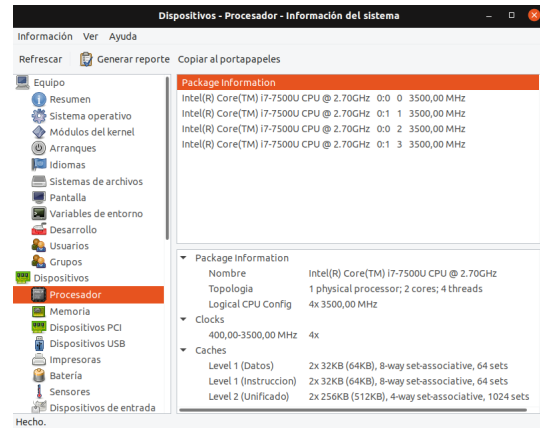 Dispositivos - Procesador - Información del sistema
Información Ver Ayuda
Refrescar Generar reporte Copiar al portapapeles
Equipo
Resumen
Sistema operativo
Módulos del kernel
Arranques
Idiomas
Sistemas de archivos
Pantalla
Variables de entorno
Desarrollo
Usuarios
Grupos
Dispositivos
Procesador
Memoria
Dispositivos PCI
Dispositivos USB
Impresoras
Batería
Sensores
Dispositivos de entrada
Package Information
Intel(R) Core(TM) i7-7500U CPU @ 2.70GHz 0:0 0 3500,00 MHz
Intel(R) Core(TM) i7-7500U CPU @ 2.70GHz 0:1 1 3500,00 MHz
Intel(R) Core(TM) i7-7500U CPU @ 2.70GHz 0:0 2 3500,00 MHz
Intel(R) Core(TM) i7-7500U CPU @ 2.70GHz 0:1 3 3500,00 MHz
Package Information
Nombre Intel(R) Core(TM) i7-7500U CPU @ 2.70GHz
Topologia 1 physical processor; 2 cores; 4 threads
Logical CPU Config 4x 3500,00 MHz
Clocks
400,00-3500,00 MHz 4x
Caches
Level 1 (Datos) 2x 32KB (64KB), 8-way set-associative, 64 sets
Level 1 (Instruccion) 2x 32KB (64KB), 8-way set-associative, 64 sets
Level 2 (Unificado) 2x 256KB (512KB), 4-way set-associative, 1024 sets
Hecho.